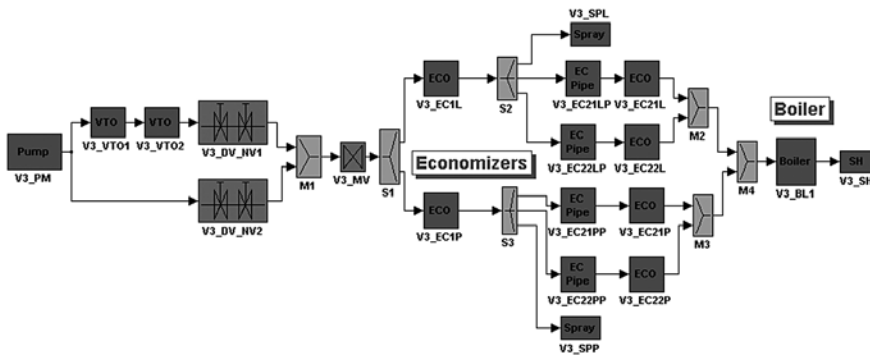 V3_SPL
Spray
ECO
V3_EC1L
S2
EC
Pipe
V3_EC21LP
ECO
V3_EC21L
M2
EC
Pipe
V3_EC22LP
ECO
V3_EC22L
Boiler
Pump
V3_PM
VTO
V3_VTO1
VTO
V3_VTO2
V3_DV_NV1
V3_DV_NV2
M1
V3_MV
S1
Economizers
M4
Boiler
V3_BL1
SH
V3_SH
ECO
V3_EC1P
S3
EC
Pipe
V3_EC21PP
ECO
V3_EC21P
M3
EC
Pipe
V3_EC22PP
ECO
V3_EC22P
Spray
V3_SPP